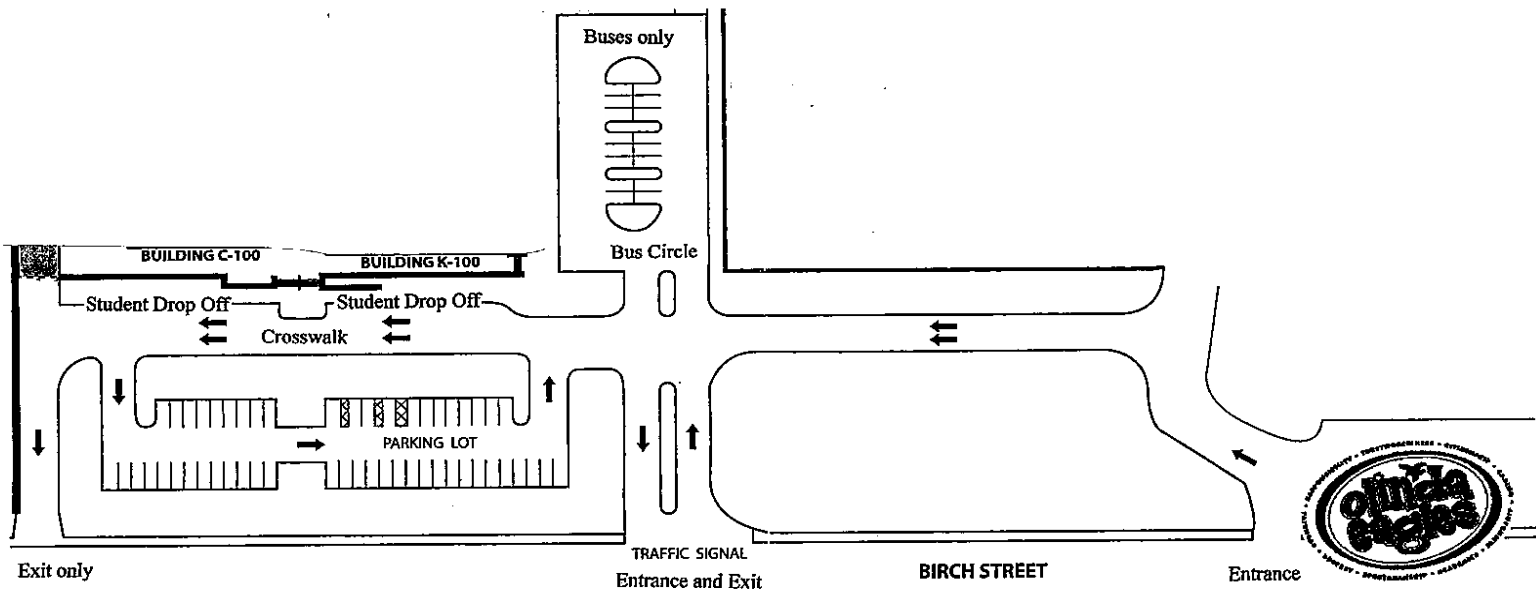 Buses only
Bus Circle
BUILDING C-100
BUILDING K-100
Student Drop Off
Student Drop Off
Crosswalk
PARKING LOT
TRAFFIC SIGNAL
Exit only
Entrance and Exit
BIRCH STREET
Entrance
olinda
eagles